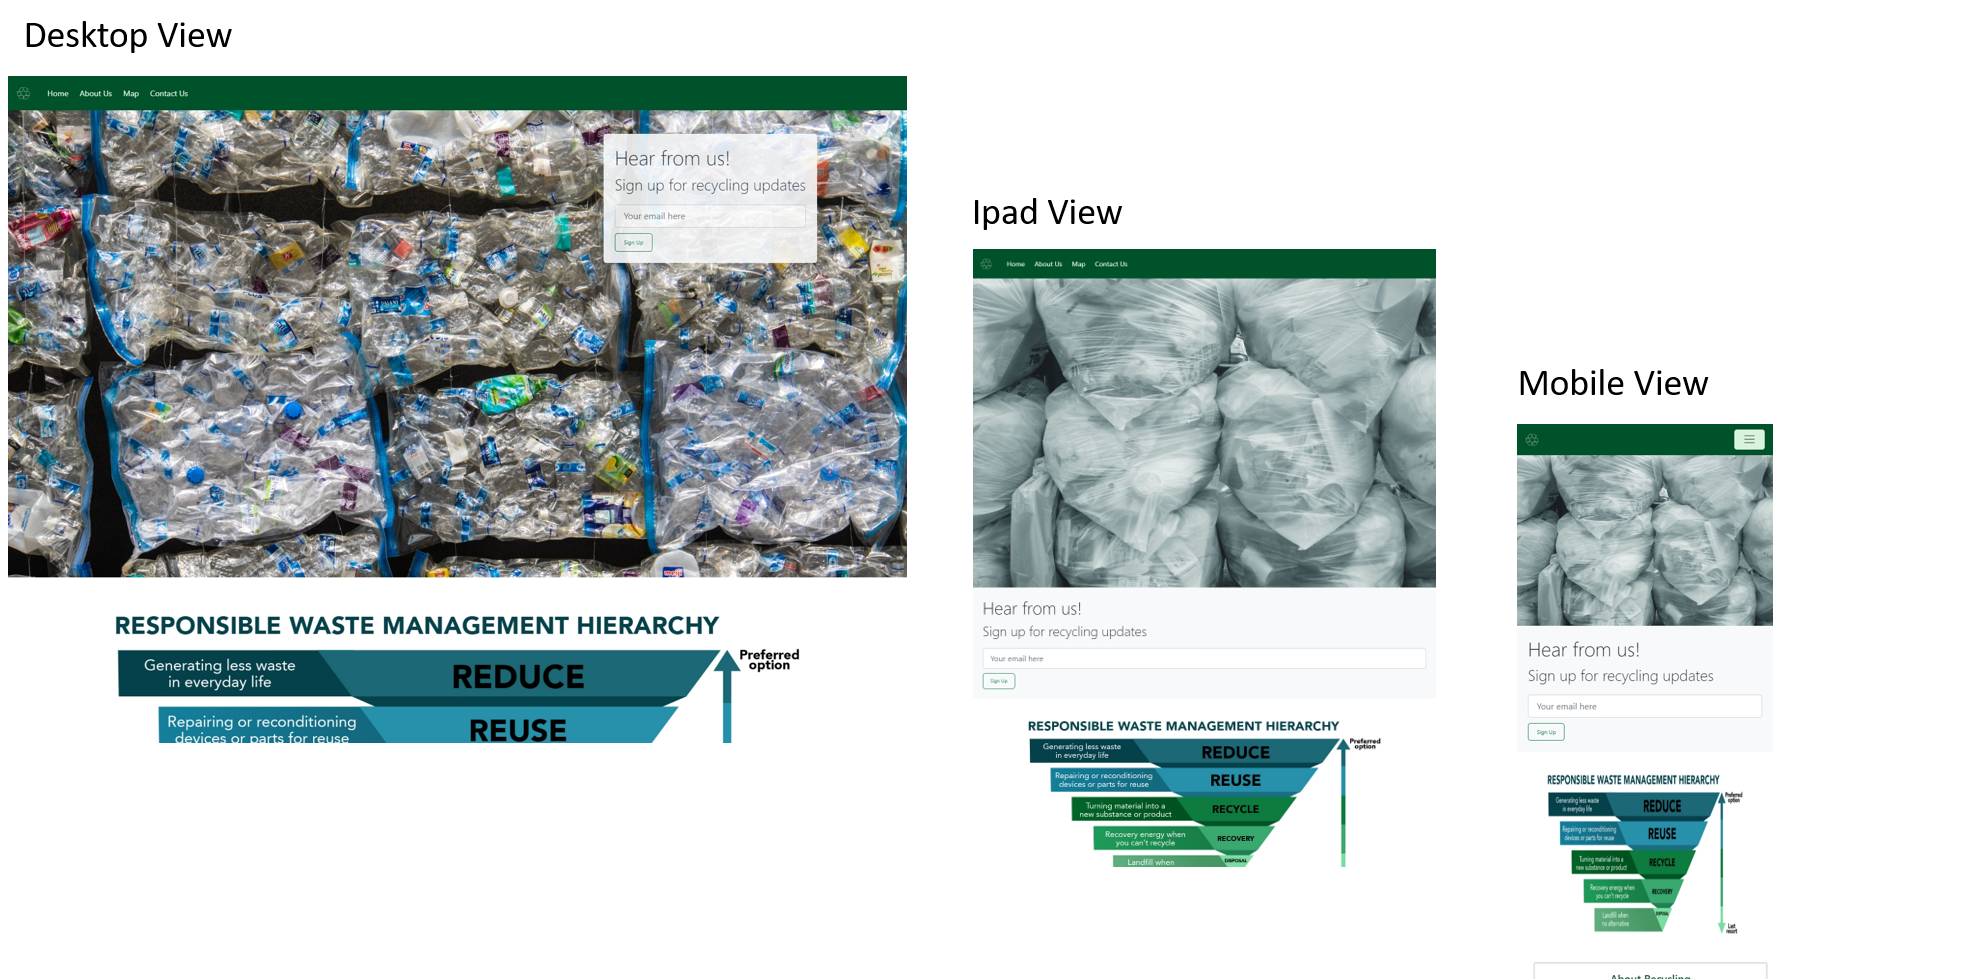 Desktop View
Home About Us Map Contact Us
Hear from us!
Sign up for recycling updates
Your email here
Sign Up
RESPONSIBLE WASTE MANAGEMENT HIERARCHY
Preferred
option
Generating less waste
in everyday life
REDUCE
Repairing or reconditioning
devices or parts for reuse
REUSE
Ipad View
Home About Us Map Contact Us
Hear from us!
Sign up for recycling updates
Your email here
Sign Up
RESPONSIBLE WASTE MANAGEMENT HIERARCHY
Preferred
option
Generating less waste
in everyday life
REDUCE
Repairing or reconditioning
devices or parts for reuse
REUSE
Turning material into a
new substance or product
RECYCLE
Recovery energy when
you can't recycle
RECOVERY
Landfill when
DISPOSAL
Mobile View
Hear from us!
Sign up for recycling updates
Your email here
Sign Up
RESPONSIBLE WASTE MANAGEMENT HIERARCHY
Preferred
option
Generating less waste
in everyday life
REDUCE
Repairing or reconditioning
devices or parts for reuse
REUSE
Turning material into a
new substance or product
RECYCLE
Recovery energy when
you can't recycle
RECOVERY
Landfill when
no alternative
DISPOSAL
Last
resort
About Recycling